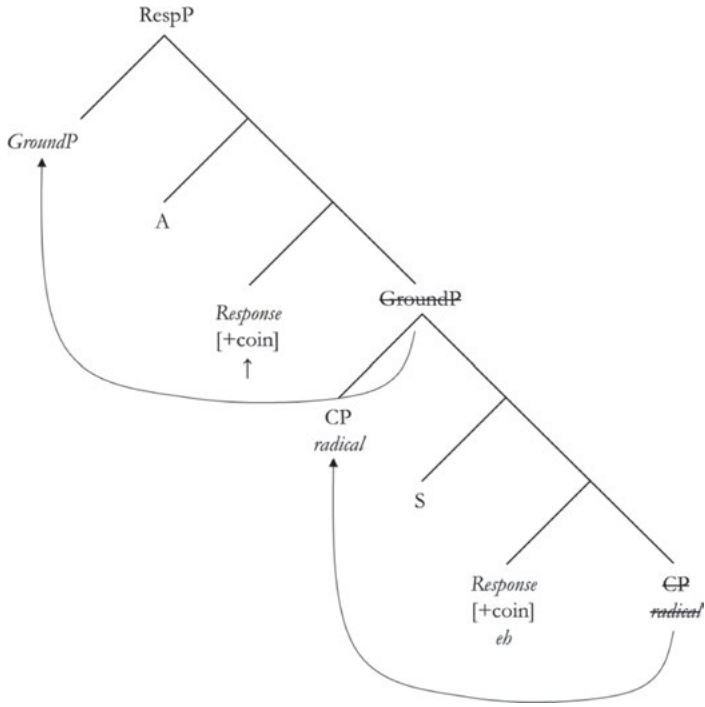 RespP
GroundP
A
Response
[+coin]
↑
GroundP
CP
radical
S
Response
[+coin]
eh
CP
radical